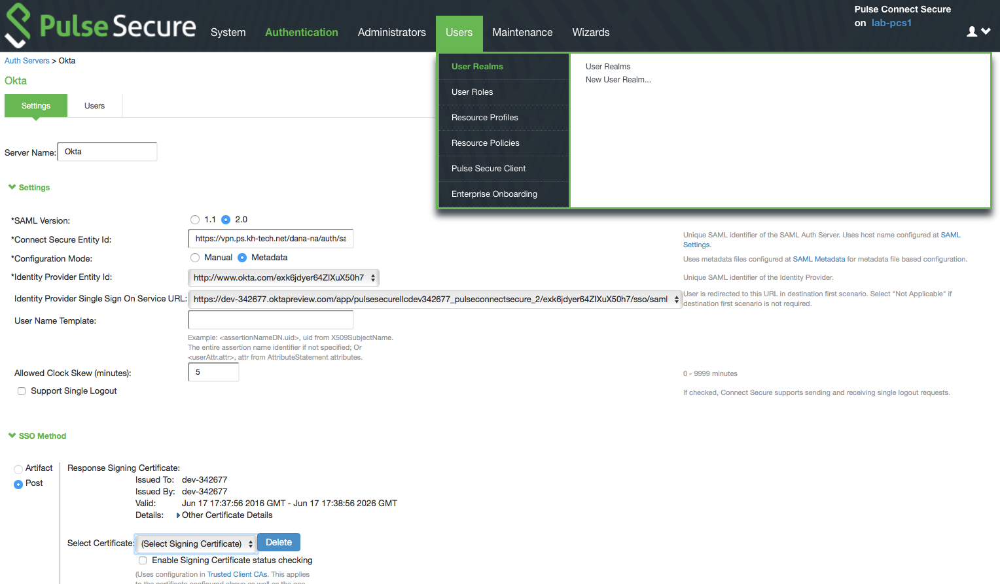 Pulse Secure
System
Authentication
Administrators
Users
Maintenance
Wizards
Pulse Connect Secure
on lab-pcs1
Auth Servers > Okta
Okta
Settings
Users
User Realms
User Roles
Resource Profiles
Resource Policies
Pulse Secure Client
Enterprise Onboarding
User Realms
New User Realm...
Server Name: Okta
Settings
*SAML Version: 1.1 2.0
*Connect Secure Entity Id: https://vpn.ps.kh-tech.net/dana-na/auth/sa
Unique SAML identifier of the SAML Auth Server. Uses host name configured at SAML
Settings.
*Configuration Mode: Manual Metadata
Uses metadata files configured at SAML Metadata for metadata file based configuration.
*Identity Provider Entity Id: http://www.okta.com/exk6jdyer64ZIXuX50h7
Unique SAML identifier of the Identity Provider.
Identity Provider Single Sign On Service URL: https://dev-342677.oktapreview.com/app/pulsesecurellcdev342677_pulseconnectsecure_2/exk6jdyer64ZIXuX50h7/sso/saml
User is redirected to this URL in destination first scenario. Select "Not Applicable" if
destination first scenario is not required.
User Name Template:
Example: <assertionNameDN.uid>, uid from X509SubjectName.
The entire assertion name identifier if not specified; Or
<userAttr.attr>, attr from AttributeStatement attributes.
Allowed Clock Skew (minutes): 5
0 - 9999 minutes
Support Single Logout
If checked, Connect Secure supports sending and receiving single logout requests.
SSO Method
Artifact
Post
Response Signing Certificate:
Issued To: dev-342677
Issued By: dev-342677
Valid: Jun 17 17:37:56 2016 GMT - Jun 17 17:38:56 2026 GMT
Details: Other Certificate Details
Select Certificate: (Select Signing Certificate) Delete
Enable Signing Certificate status checking
(Uses configuration in Trusted Client CAs. This applies
to the certificate configured above as well as the one